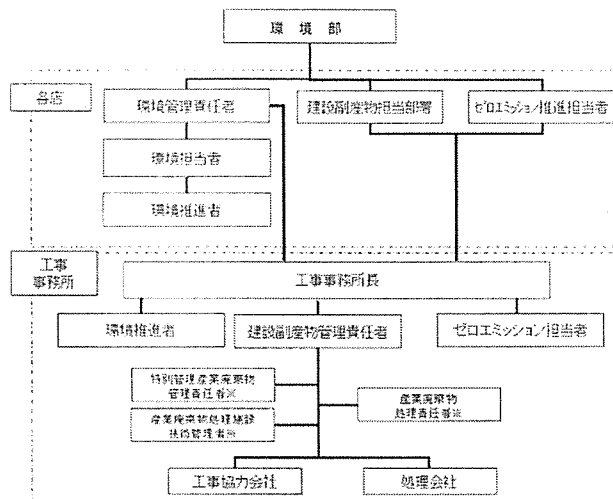 環境部
各店
環境管理責任者
建設副産物担当部署
ゼロエミッション推進担当者
環境担当者
環境推進者
工事
事務所
工事事務所長
環境推進者
建設副産物管理責任者
ゼロエミッション担当者
特別管理産業廃棄物
管理責任者※
産業廃棄物
処理責任者※
産業廃棄物処理施設
技術管理者※
工事協力会社
処理会社